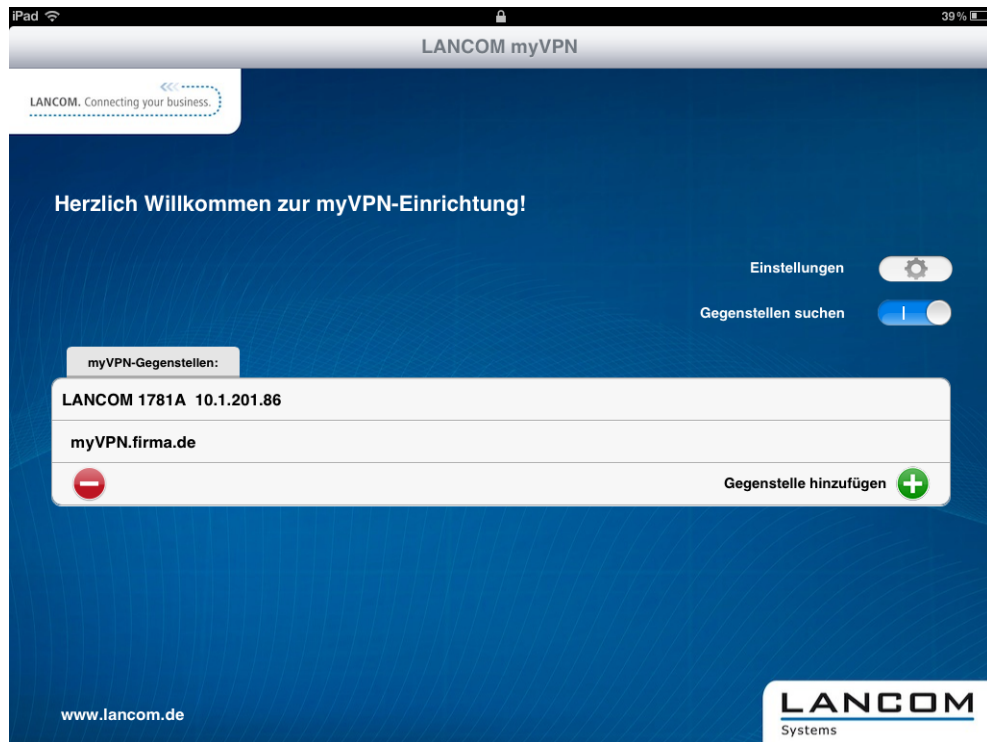 iPad
39%
LANCOM myVPN
LANCOM. Connecting your business.
Herzlich Willkommen zur myVPN-Einrichtung!
Einstellungen
Gegenstellen suchen
myVPN-Gegenstellen:
LANCOM 1781A 10.1.201.86
myVPN.firma.de
Gegenstelle hinzufügen
www.lancom.de
LANCOM
Systems